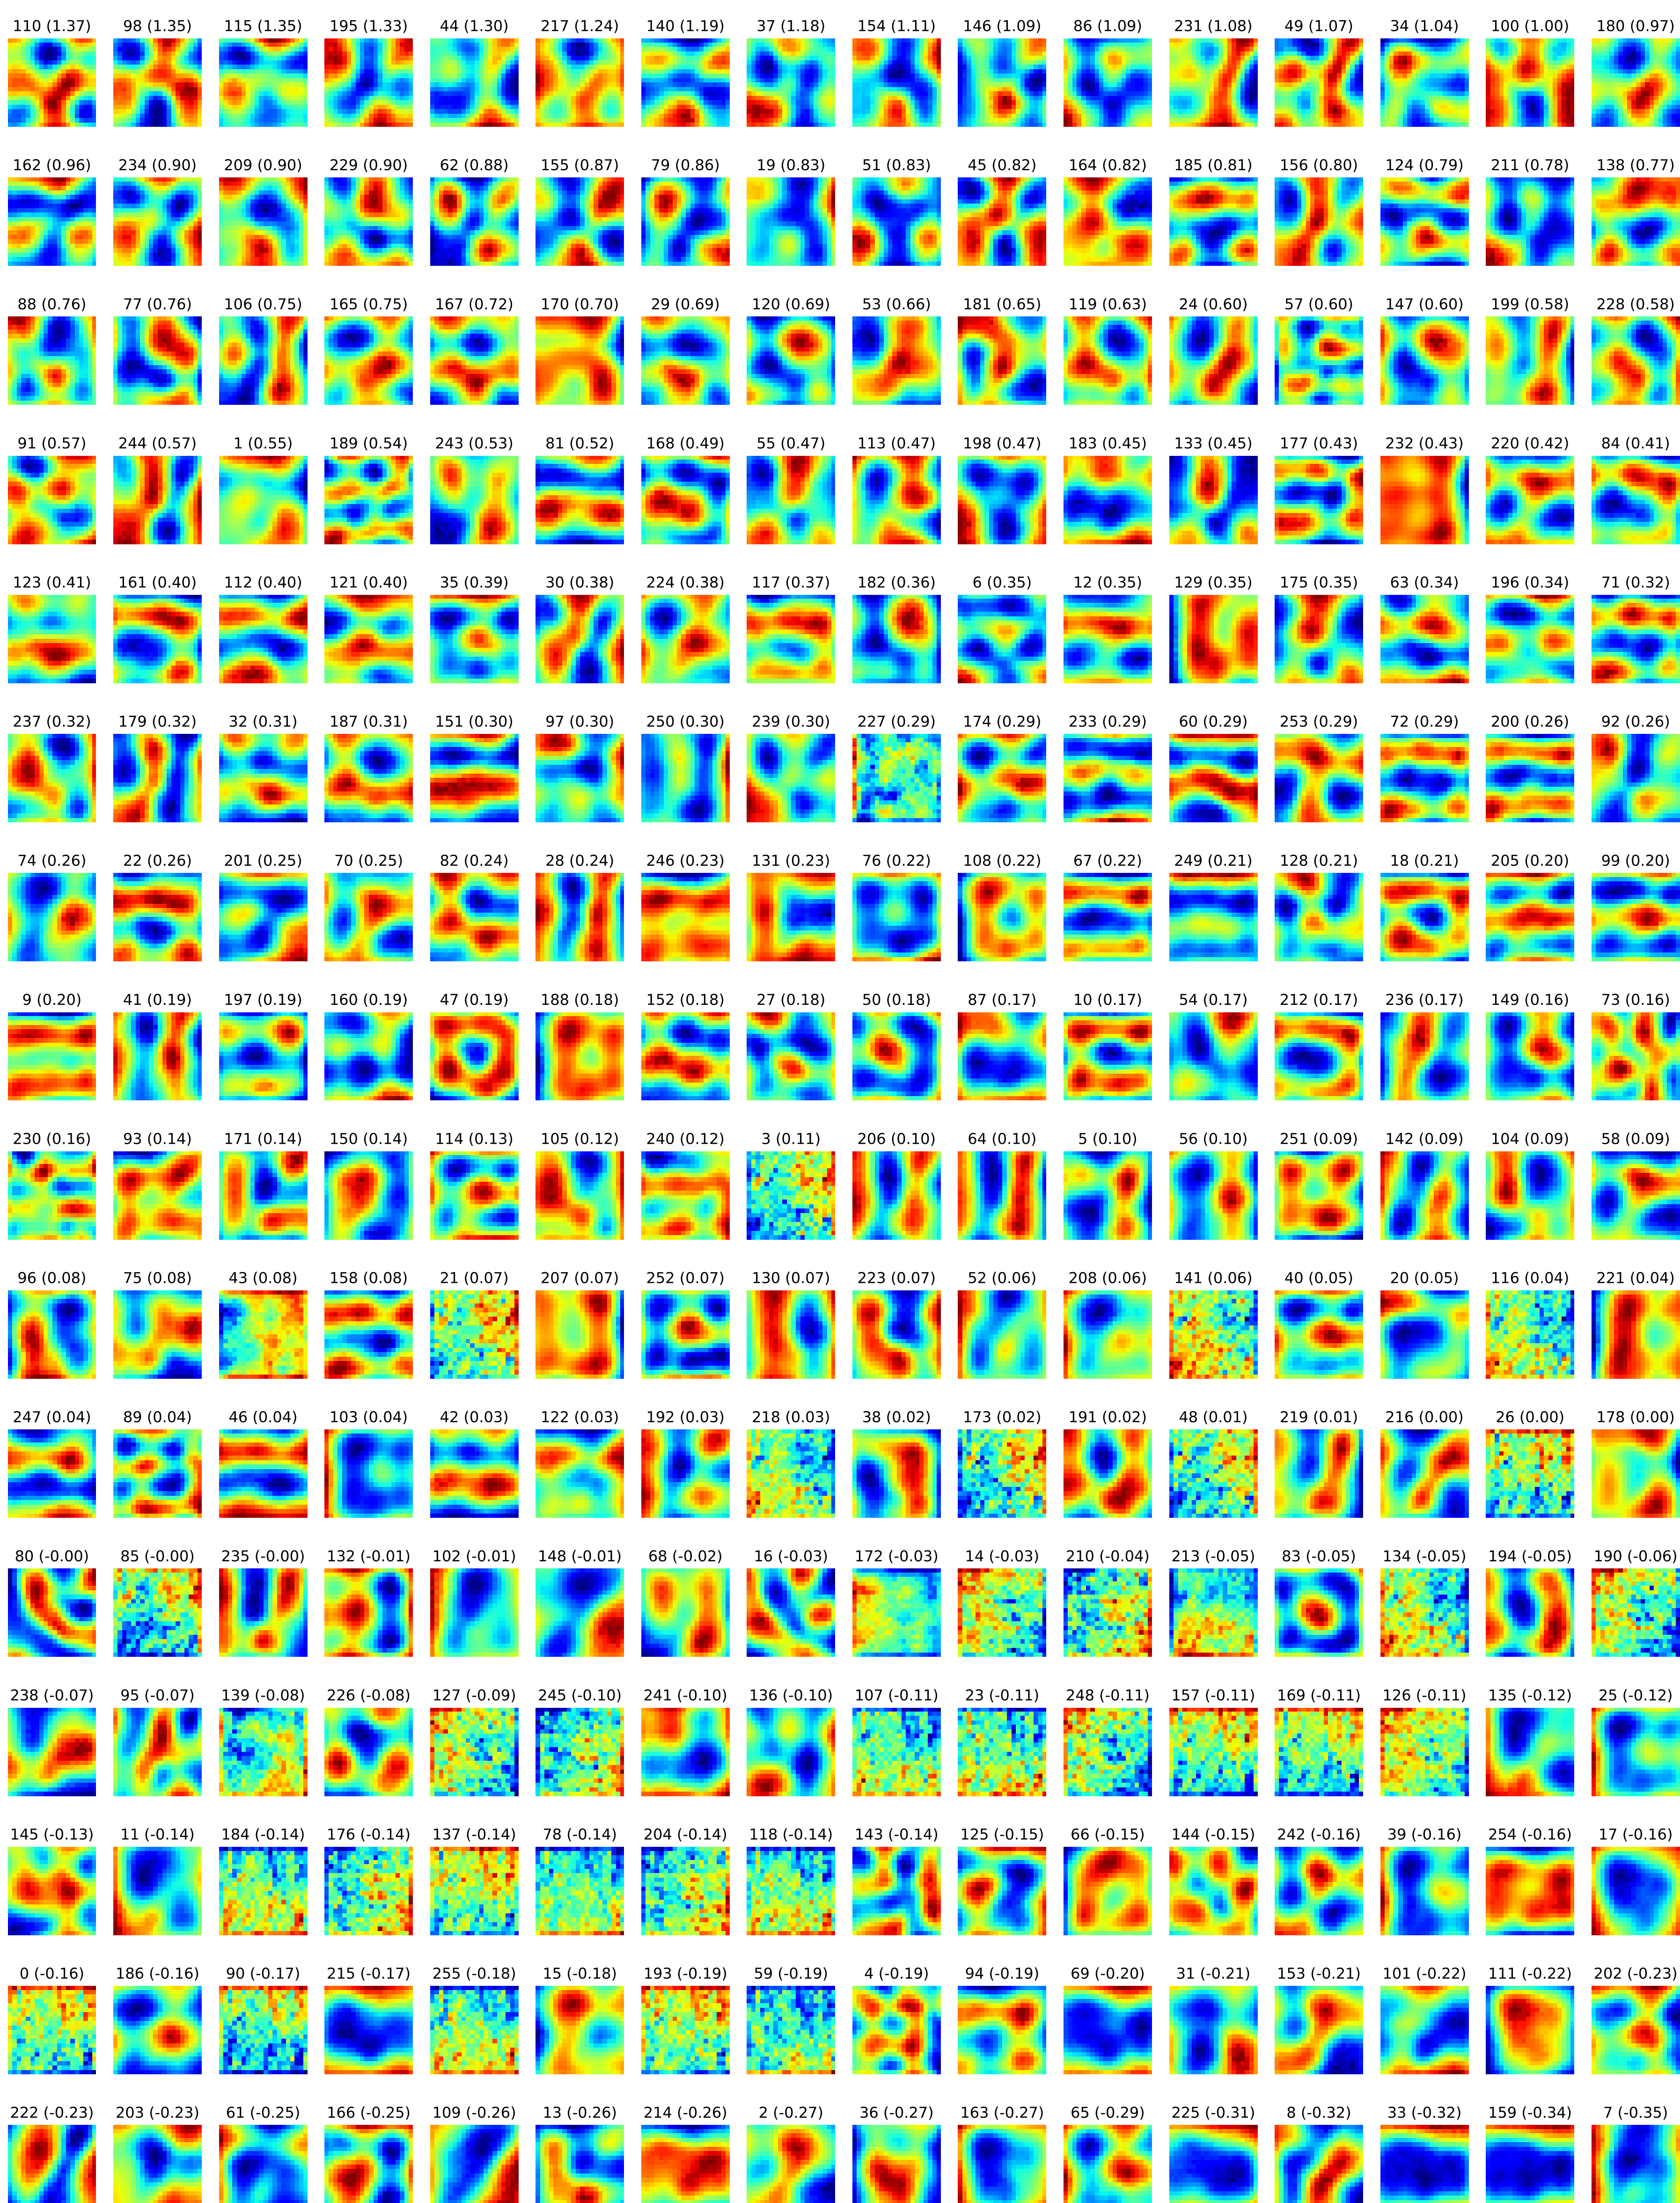 110 (1.37) 98 (1.35) 115 (1.35) 195 (1.33) 44 (1.30) 217 (1.24) 140 (1.19) 37 (1.18) 154 (1.11) 146 (1.09) 86 (1.09) 231 (1.08) 49 (1.07) 34 (1.04) 100 (1.00) 180 (0.97)
162 (0.96) 234 (0.90) 209 (0.90) 229 (0.90) 62 (0.88) 155 (0.87) 79 (0.86) 19 (0.83) 51 (0.83) 45 (0.82) 164 (0.82) 185 (0.81) 156 (0.80) 124 (0.79) 211 (0.78) 138 (0.77)
88 (0.76) 77 (0.76) 106 (0.75) 165 (0.75) 167 (0.72) 170 (0.70) 29 (0.69) 120 (0.69) 53 (0.66) 181 (0.65) 119 (0.63) 24 (0.60) 57 (0.60) 147 (0.60) 199 (0.58) 228 (0.58)
91 (0.57) 244 (0.57) 1 (0.55) 189 (0.54) 243 (0.53) 81 (0.52) 168 (0.49) 55 (0.47) 113 (0.47) 198 (0.47) 183 (0.45) 133 (0.45) 177 (0.43) 232 (0.43) 220 (0.42) 84 (0.41)
123 (0.41) 161 (0.40) 112 (0.40) 121 (0.40) 35 (0.39) 30 (0.38) 224 (0.38) 117 (0.37) 182 (0.36) 6 (0.35) 12 (0.35) 129 (0.35) 175 (0.35) 63 (0.34) 196 (0.34) 71 (0.32)
237 (0.32) 179 (0.32) 32 (0.31) 187 (0.31) 151 (0.30) 97 (0.30) 250 (0.30) 239 (0.30) 227 (0.29) 174 (0.29) 233 (0.29) 60 (0.29) 253 (0.29) 72 (0.29) 200 (0.26) 92 (0.26)
74 (0.26) 22 (0.26) 201 (0.25) 70 (0.25) 82 (0.24) 28 (0.24) 246 (0.23) 131 (0.23) 76 (0.22) 108 (0.22) 67 (0.22) 249 (0.21) 128 (0.21) 18 (0.21) 205 (0.20) 99 (0.20)
9 (0.20) 41 (0.19) 197 (0.19) 160 (0.19) 47 (0.19) 188 (0.18) 152 (0.18) 27 (0.18) 50 (0.18) 87 (0.17) 10 (0.17) 54 (0.17) 212 (0.17) 236 (0.17) 149 (0.16) 73 (0.16)
230 (0.16) 93 (0.14) 171 (0.14) 150 (0.14) 114 (0.13) 105 (0.12) 240 (0.12) 3 (0.11) 206 (0.10) 64 (0.10) 5 (0.10) 56 (0.10) 251 (0.09) 142 (0.09) 104 (0.09) 58 (0.09)
96 (0.08) 75 (0.08) 43 (0.08) 158 (0.08) 21 (0.07) 207 (0.07) 252 (0.07) 130 (0.07) 223 (0.07) 52 (0.06) 208 (0.06) 141 (0.06) 40 (0.05) 20 (0.05) 116 (0.04) 221 (0.04)
247 (0.04) 89 (0.04) 46 (0.04) 103 (0.04) 42 (0.03) 122 (0.03) 192 (0.03) 218 (0.03) 38 (0.02) 173 (0.02) 191 (0.02) 48 (0.01) 219 (0.01) 216 (0.00) 26 (0.00) 178 (0.00)
80 (-0.00) 85 (-0.00) 235 (-0.00) 132 (-0.01) 102 (-0.01) 148 (-0.01) 68 (-0.02) 16 (-0.03) 172 (-0.03) 14 (-0.03) 210 (-0.04) 213 (-0.05) 83 (-0.05) 134 (-0.05) 194 (-0.05) 190 (-0.06)
238 (-0.07) 95 (-0.07) 139 (-0.08) 226 (-0.08) 127 (-0.09) 245 (-0.10) 241 (-0.10) 136 (-0.10) 107 (-0.11) 23 (-0.11) 248 (-0.11) 157 (-0.11) 169 (-0.11) 126 (-0.11) 135 (-0.12) 25 (-0.12)
145 (-0.13) 11 (-0.14) 184 (-0.14) 176 (-0.14) 137 (-0.14) 78 (-0.14) 204 (-0.14) 118 (-0.14) 143 (-0.14) 125 (-0.15) 66 (-0.15) 144 (-0.15) 242 (-0.16) 39 (-0.16) 254 (-0.16) 17 (-0.16)
0 (-0.16) 186 (-0.16) 90 (-0.17) 215 (-0.17) 255 (-0.18) 15 (-0.18) 193 (-0.19) 59 (-0.19) 4 (-0.19) 94 (-0.19) 69 (-0.20) 31 (-0.21) 153 (-0.21) 101 (-0.22) 111 (-0.22) 202 (-0.23)
222 (-0.23) 203 (-0.23) 61 (-0.25) 166 (-0.25) 109 (-0.26) 13 (-0.26) 214 (-0.26) 2 (-0.27) 36 (-0.27) 163 (-0.27) 65 (-0.29) 225 (-0.31) 8 (-0.32) 33 (-0.32) 159 (-0.34) 7 (-0.35)